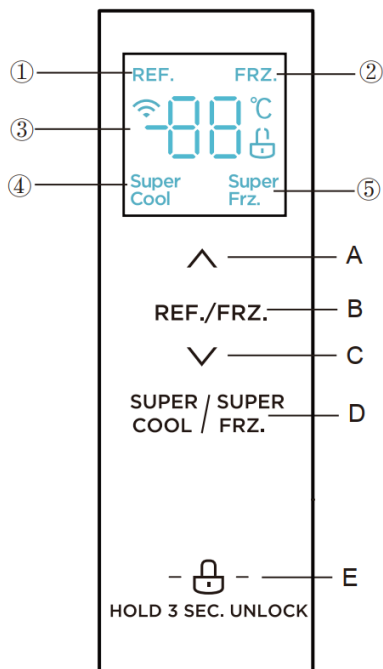 ① REF. FRZ. ②
③ -88 °C
④ Super Cool Super Frz. ⑤
A
REF./FRZ. B
C
SUPER COOL / SUPER FRZ. D
E
HOLD 3 SEC. UNLOCK